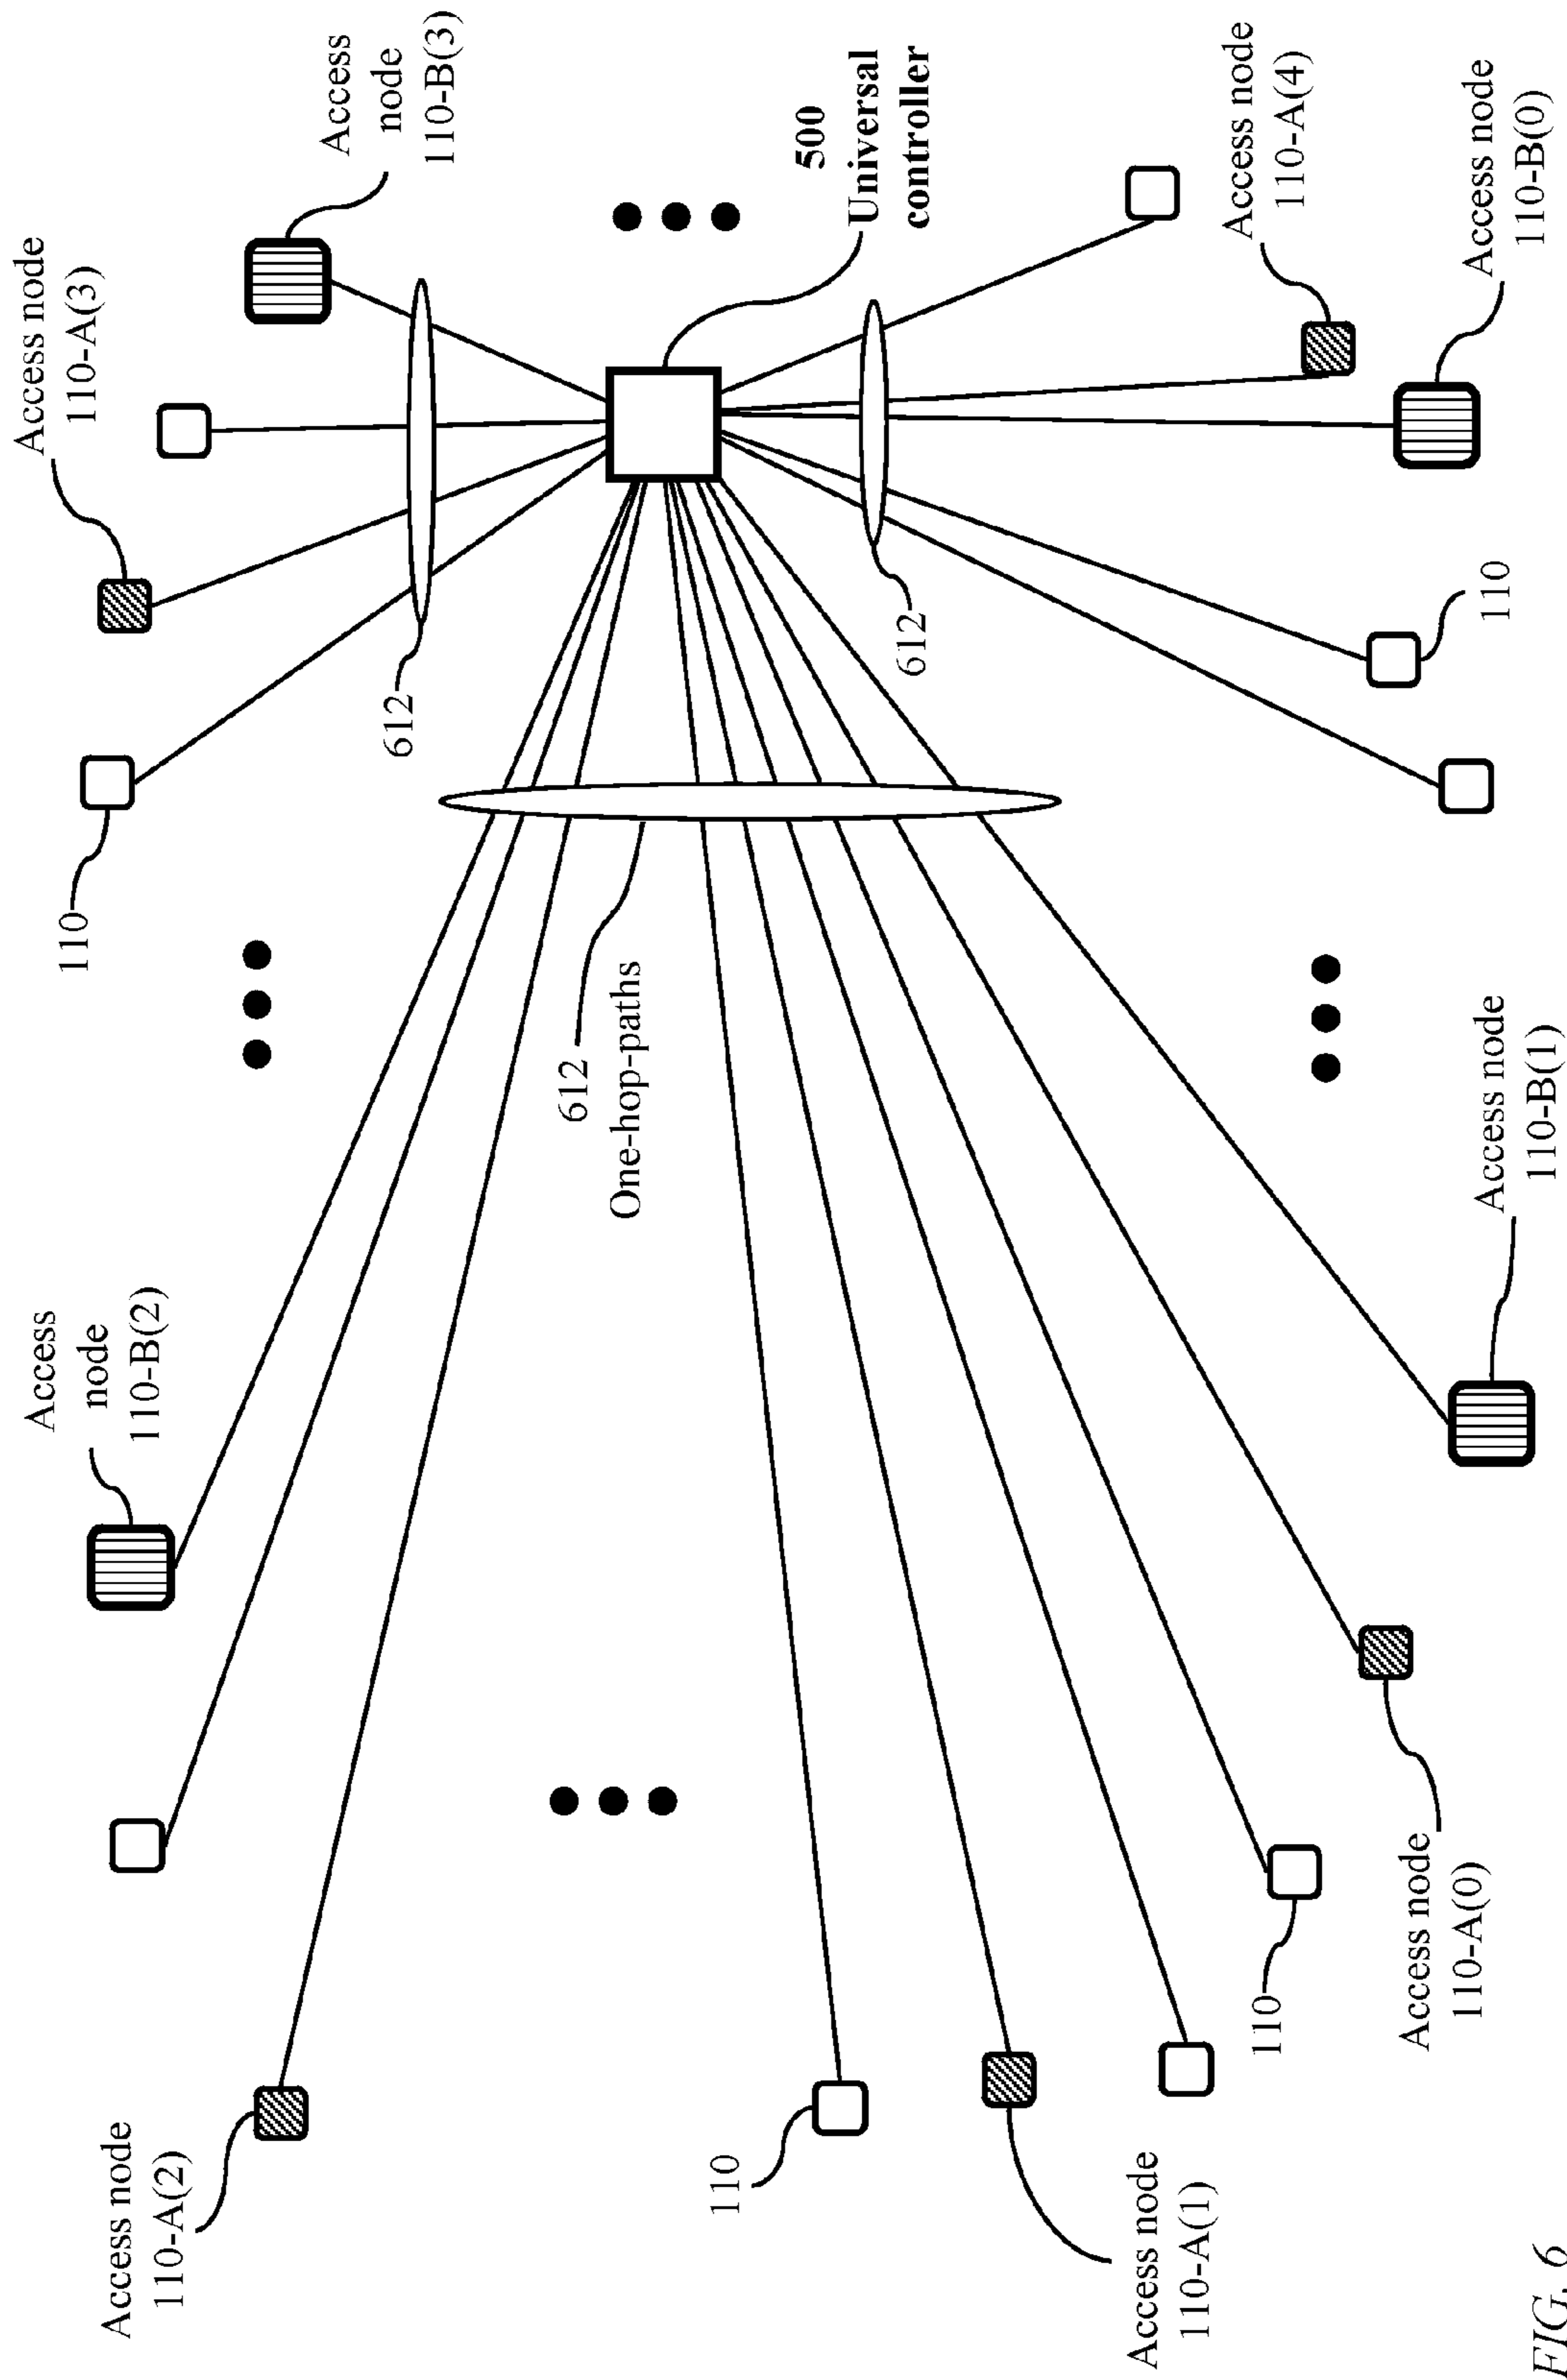 Access node
110-A(2)
Access
node
110-B(2)
110
Access node
110-A(3)
Access
node
110-B(3)
612
612
One-hop-paths
110
500
Universal
controller
612
Access node
110-A(1)
Access node
110-A(4)
110
Access node
110-A(0)
Access node
110-B(1)
110
Access node
110-B(0)
FIG. 6